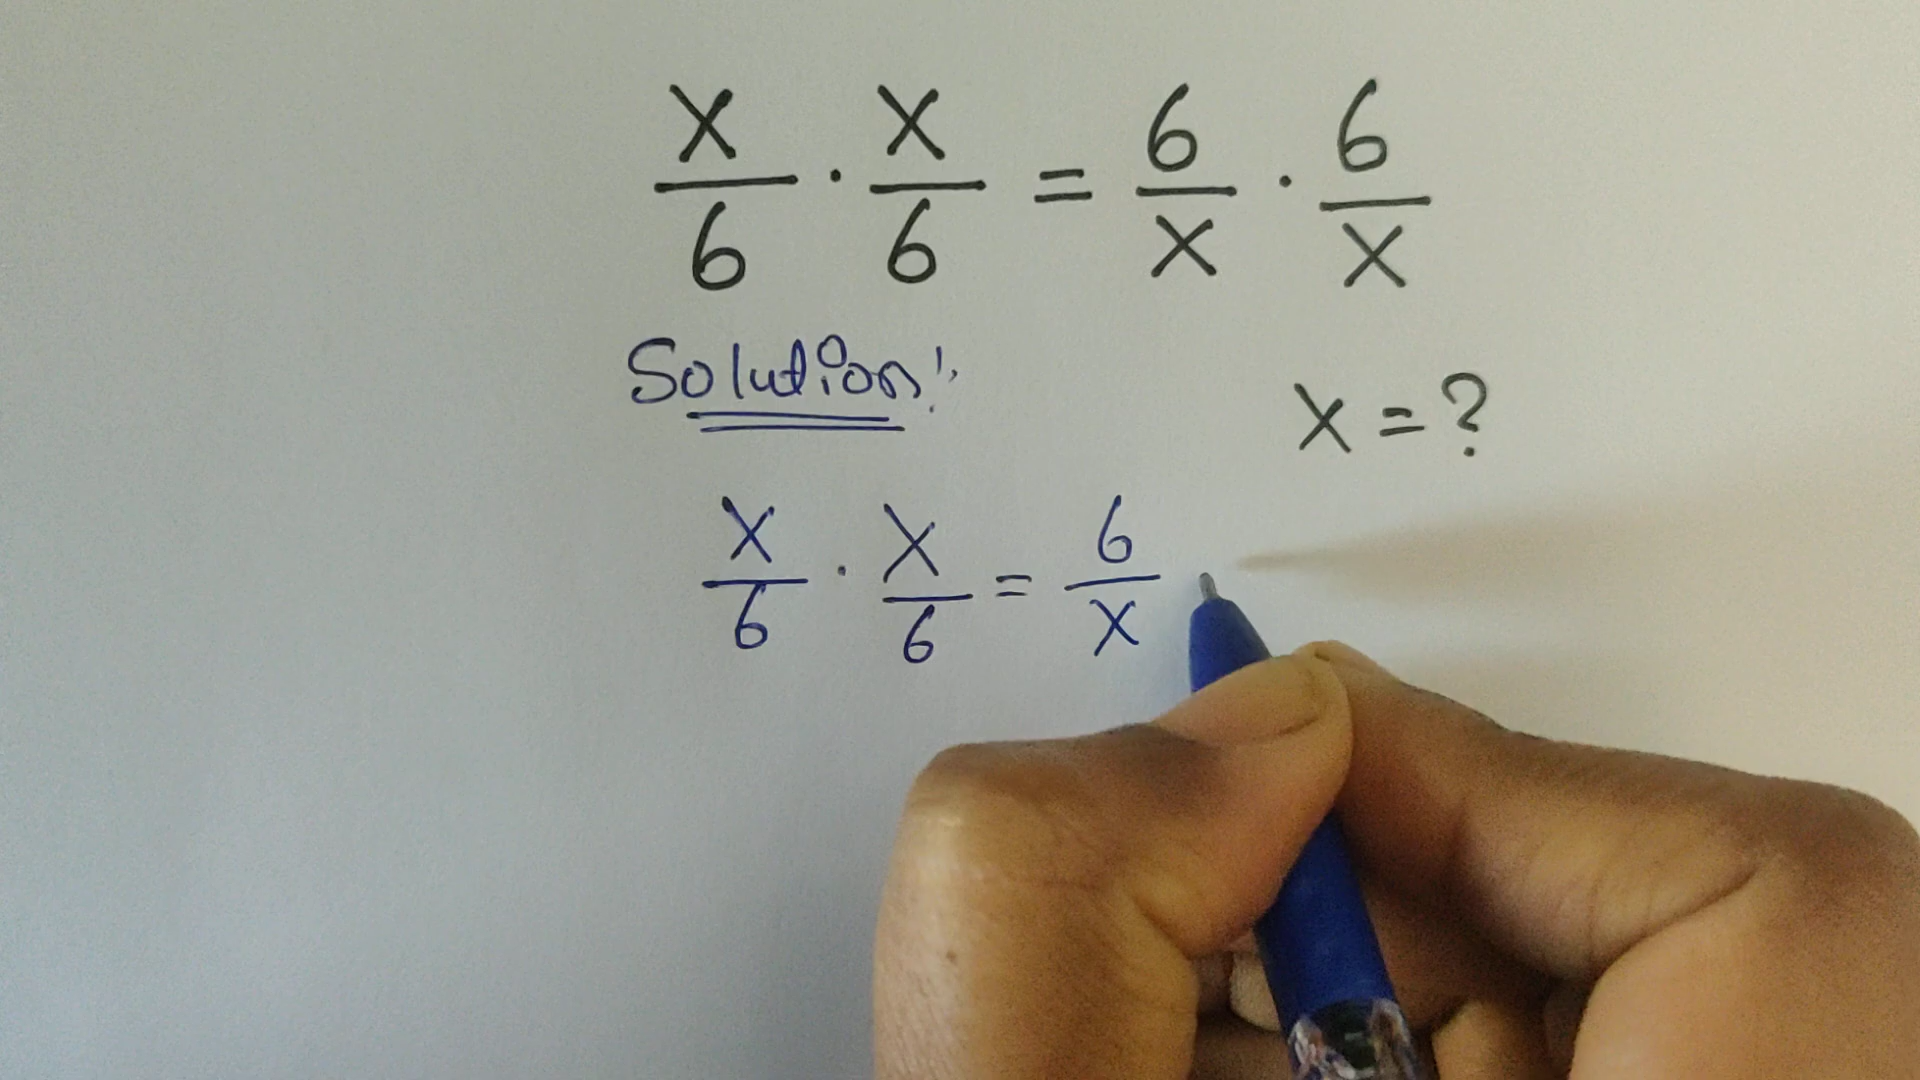 x/6 · x/6 = 6/x · 6/x
Solution:
x = ?
x/6 · x/6 = 6/x